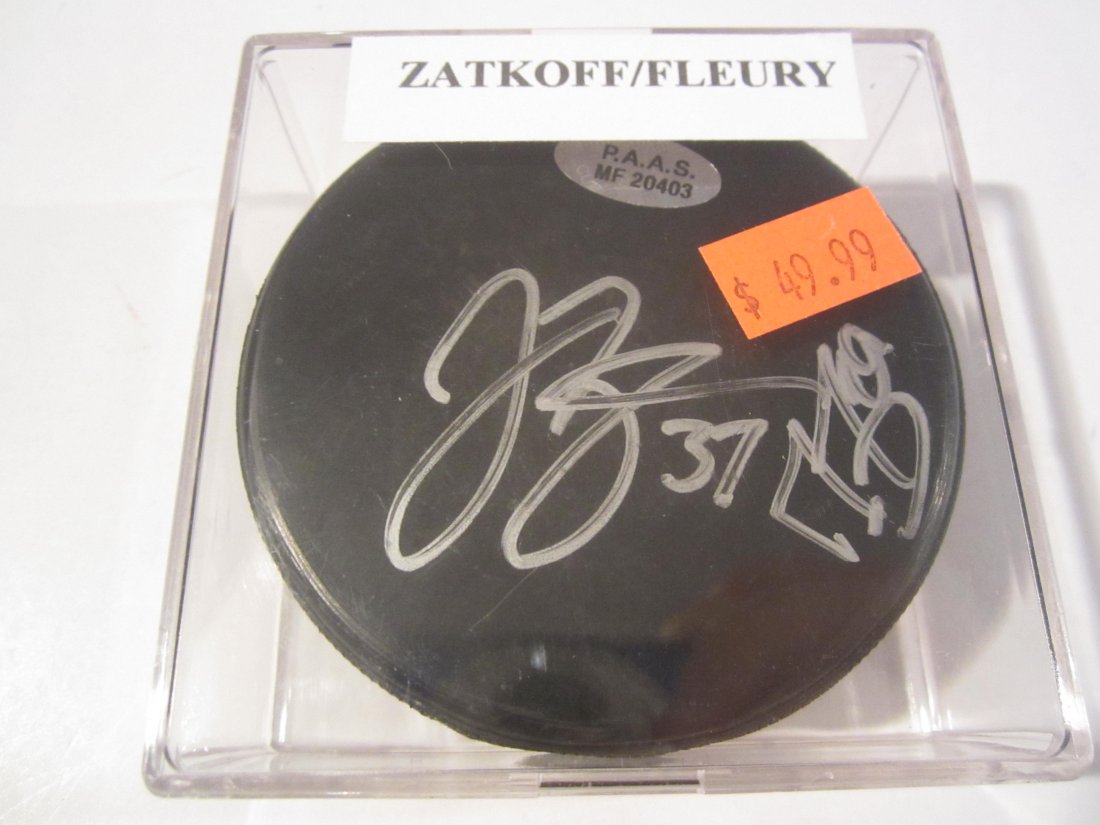 ZATKOFF/FLEURY
P.A.A.S.
MF 20403
$ 49.99
37